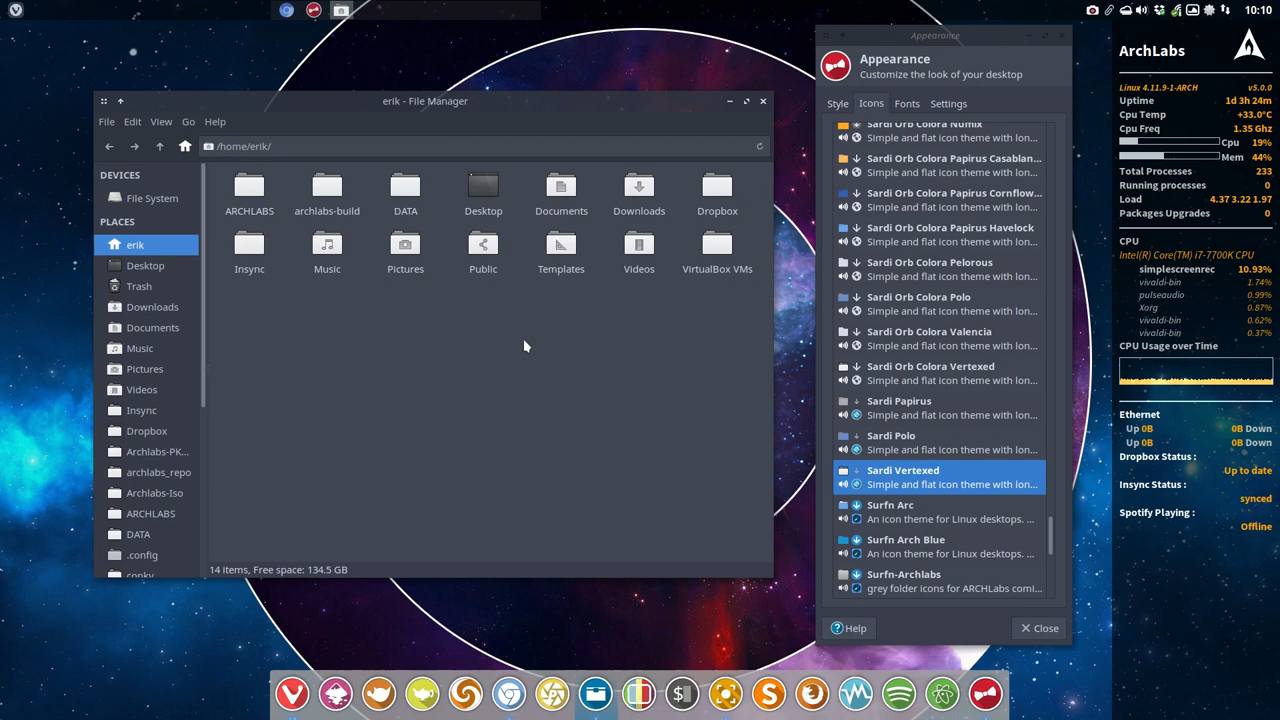 10:10
erik - File Manager
File Edit View Go Help
/home/erik/
DEVICES
File System
PLACES
erik
Desktop
Trash
Downloads
Documents
Music
Pictures
Videos
Insync
Dropbox
Archlabs-PK...
archlabs_repo
Archlabs-Iso
ARCHLABS
DATA
.config
conky
ARCHLABS archlabs-build DATA Desktop Documents Downloads Dropbox
Insync Music Pictures Public Templates Videos VirtualBox VMs
14 items, Free space: 134.5 GB
Appearance
Appearance
Customize the look of your desktop
Style Icons Fonts Settings
Sardi Orb Colora Numix
Simple and flat icon theme with lon...
Sardi Orb Colora Papirus Casablan...
Simple and flat icon theme with lon...
Sardi Orb Colora Papirus Cornflow...
Simple and flat icon theme with lon...
Sardi Orb Colora Papirus Havelock
Simple and flat icon theme with lon...
Sardi Orb Colora Pelorous
Simple and flat icon theme with lon...
Sardi Orb Colora Polo
Simple and flat icon theme with lon...
Sardi Orb Colora Valencia
Simple and flat icon theme with lon...
Sardi Orb Colora Vertexed
Simple and flat icon theme with lon...
Sardi Papirus
Simple and flat icon theme with lon...
Sardi Polo
Simple and flat icon theme with lon...
Sardi Vertexed
Simple and flat icon theme with lon...
Surfn Arc
An icon theme for Linux desktops. ...
Surfn Arch Blue
An icon theme for Linux desktops. ...
Surfn-Archlabs
grey folder icons for ARCHLabs comi...
Help Close
ArchLabs
Linux 4.11.9-1-ARCH v5.0.0
Uptime 1d 3h 24m
Cpu Temp +33.0°C
Cpu Freq 1.35 Ghz
Cpu 19%
Mem 44%
Total Processes 233
Running processes 0
Load 4.37 3.22 1.97
Packages Upgrades 0
CPU
Intel(R) Core(TM) i7-7700K CPU
simplescreenrec 10.93%
vivaldi-bin 1.74%
pulseaudio 0.99%
Xorg 0.87%
vivaldi-bin 0.62%
vivaldi-bin 0.37%
CPU Usage over Time
Ethernet
Up 0B 0B Down
Up 0B 0B Down
Dropbox Status :
Up to date
Insync Status :
synced
Spotify Playing :
Offline